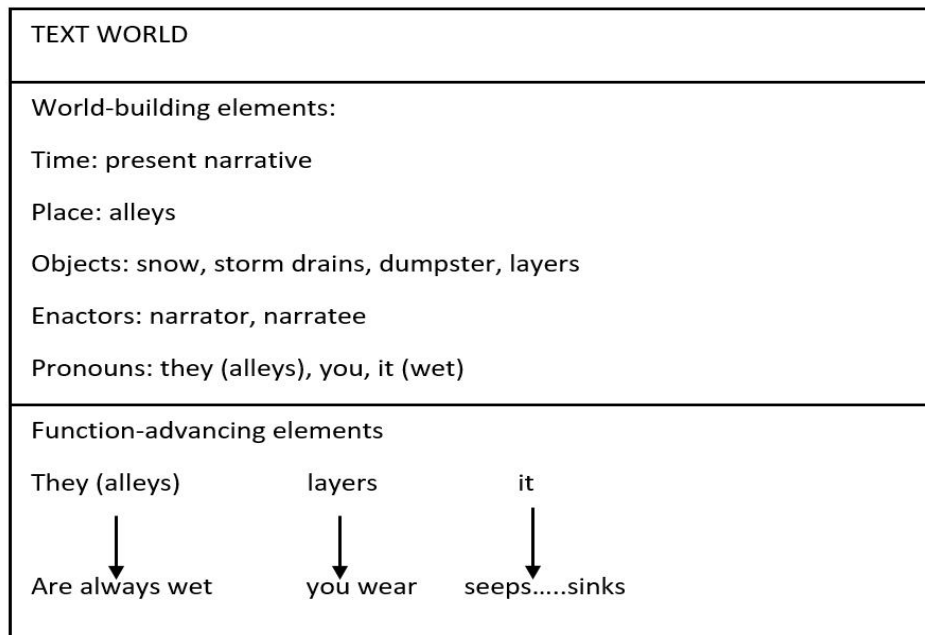 TEXT WORLD
World-building elements:
Time: present narrative
Place: alleys
Objects: snow, storm drains, dumpster, layers
Enactors: narrator, narratee
Pronouns: they (alleys), you, it (wet)
Function-advancing elements
They (alleys) layers it
Are always wet you wear seeps.....sinks